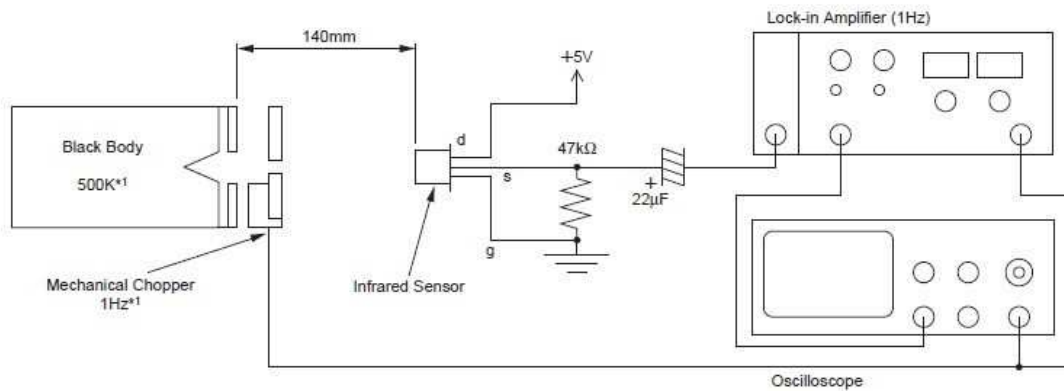 Lock-in Amplifier (1Hz)
140mm
+5V
Black Body
500K*1
d
s
g
47kΩ
+
22µF
Mechanical Chopper
1Hz*1
Infrared Sensor
Oscilloscope